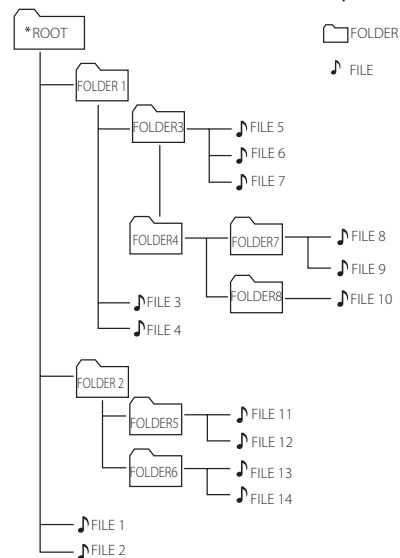 *ROOT
FOLDER
FILE
FOLDER 1
FOLDER3
FILE 5
FILE 6
FILE 7
FOLDER4
FOLDER7
FILE 8
FILE 9
FOLDER8
FILE 10
FILE 3
FILE 4
FOLDER 2
FOLDER5
FILE 11
FILE 12
FOLDER6
FILE 13
FILE 14
FILE 1
FILE 2